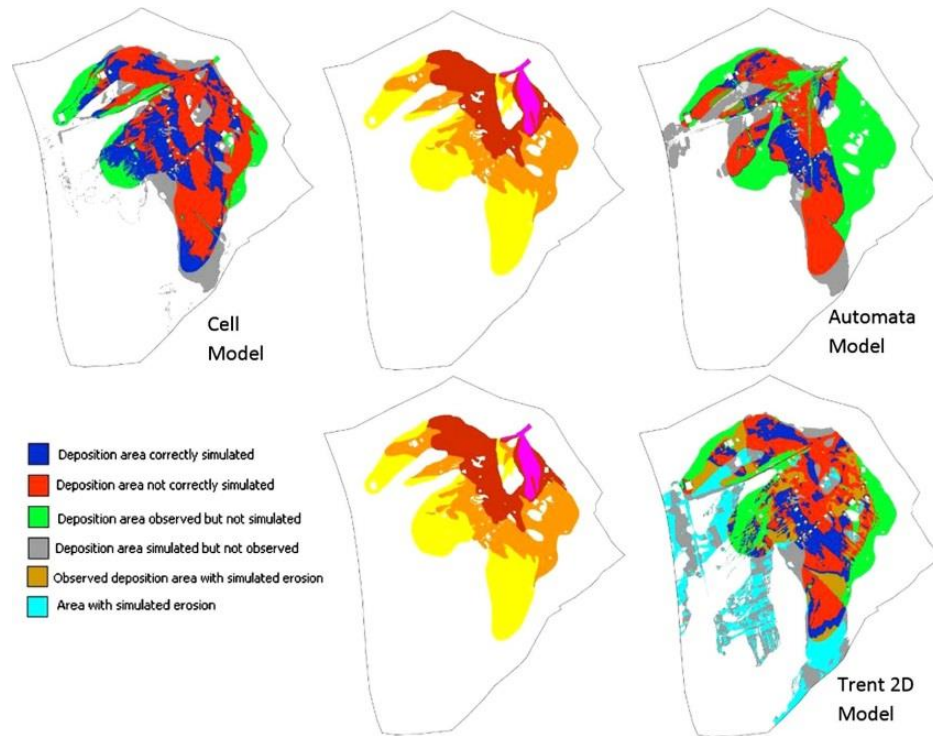 Cell
Model
Automata
Model
Deposition area correctly simulated
Deposition area not correctly simulated
Deposition area observed but not simulated
Deposition area simulated but not observed
Observed deposition area with simulated erosion
Area with simulated erosion
Trent 2D
Model